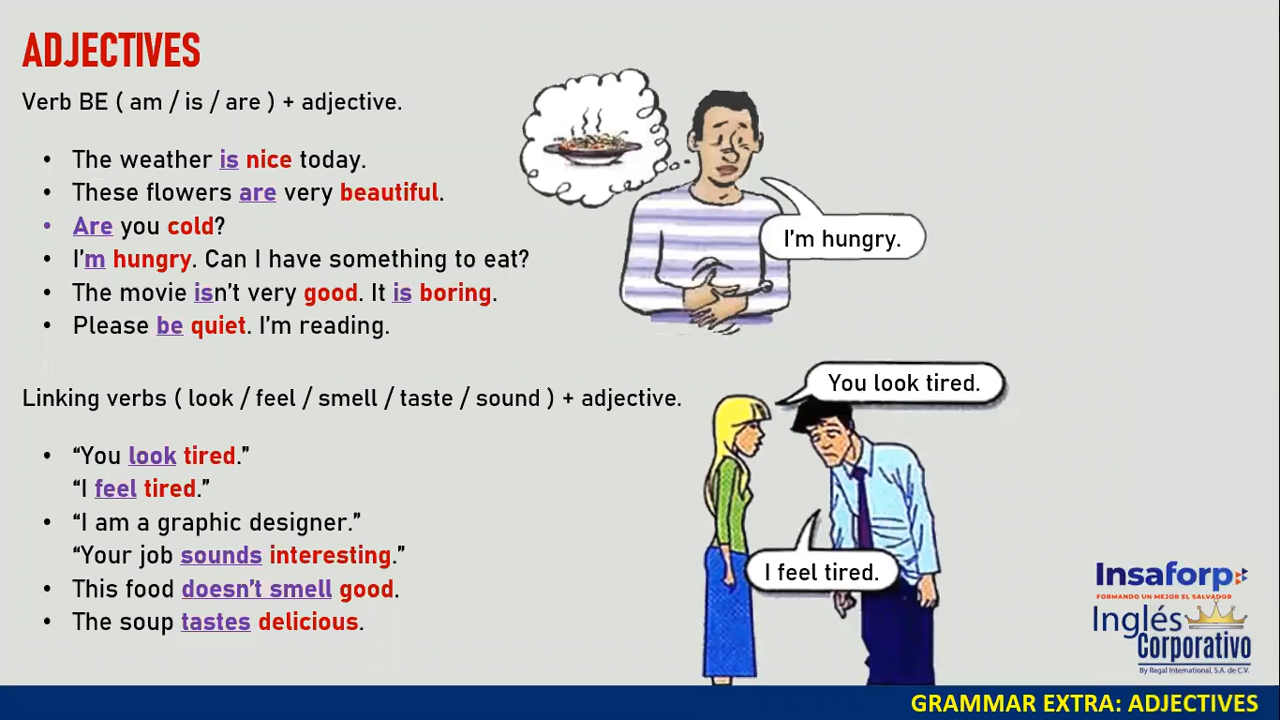 ADJECTIVES
Verb BE ( am / is / are ) + adjective.
• The weather is nice today.
• These flowers are very beautiful.
• Are you cold?
• I'm hungry. Can I have something to eat?
• The movie isn't very good. It is boring.
• Please be quiet. I'm reading.
I'm hungry.
Linking verbs ( look / feel / smell / taste / sound ) + adjective.
• “You look tired.”
“I feel tired.”
• “I am a graphic designer.”
“Your job sounds interesting.”
• This food doesn't smell good.
• The soup tastes delicious.
You look tired.
I feel tired.
Insaforp
FORMANDO UN MEJOR EL SALVADOR
Inglés
Corporativo
By Regal International, S.A. de C.V.
GRAMMAR EXTRA: ADJECTIVES